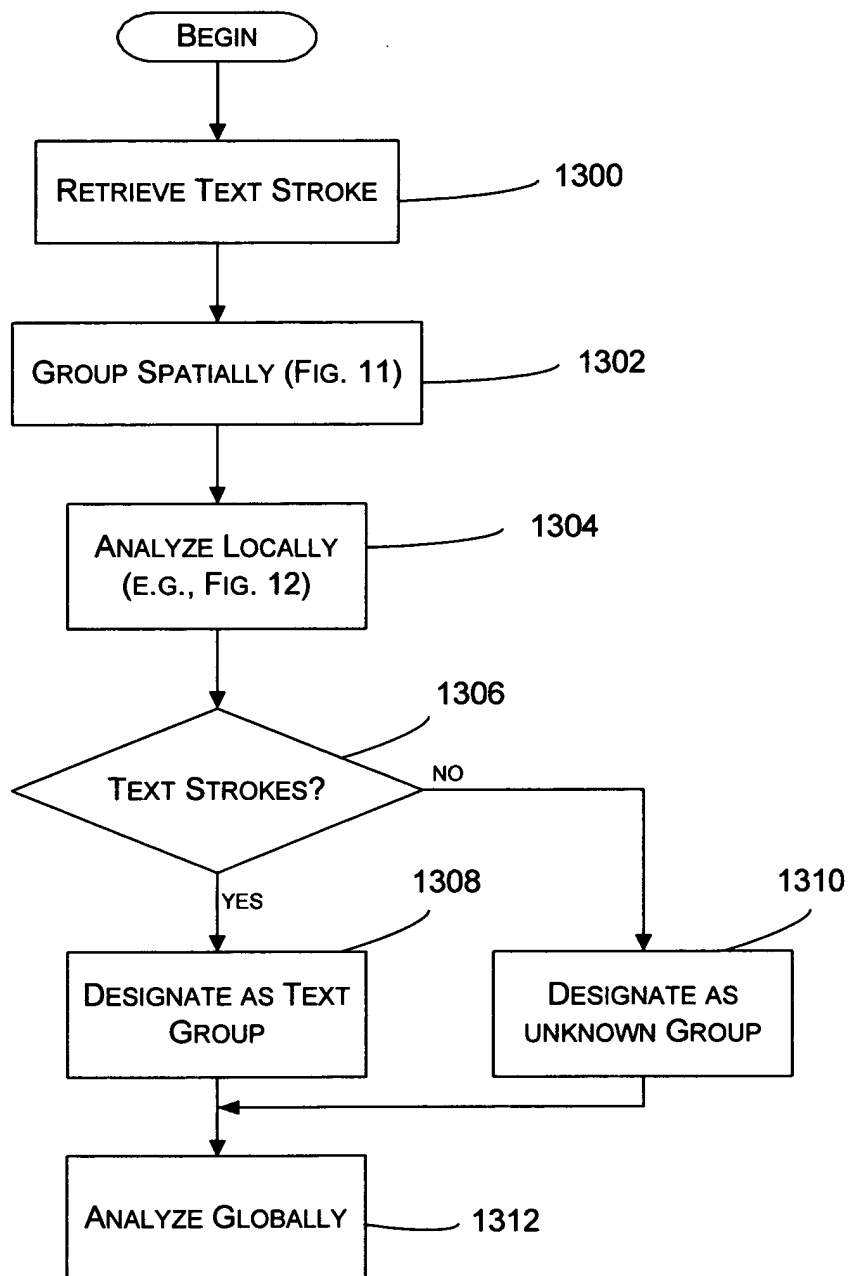 BEGIN
RETRIEVE TEXT STROKE
1300
GROUP SPATIALLY (FIG. 11)
1302
ANALYZE LOCALLY
(E.G., FIG. 12)
1304
1306
TEXT STROKES?
NO
YES
1308
1310
DESIGNATE AS TEXT
GROUP
DESIGNATE AS
UNKNOWN GROUP
ANALYZE GLOBALLY
1312